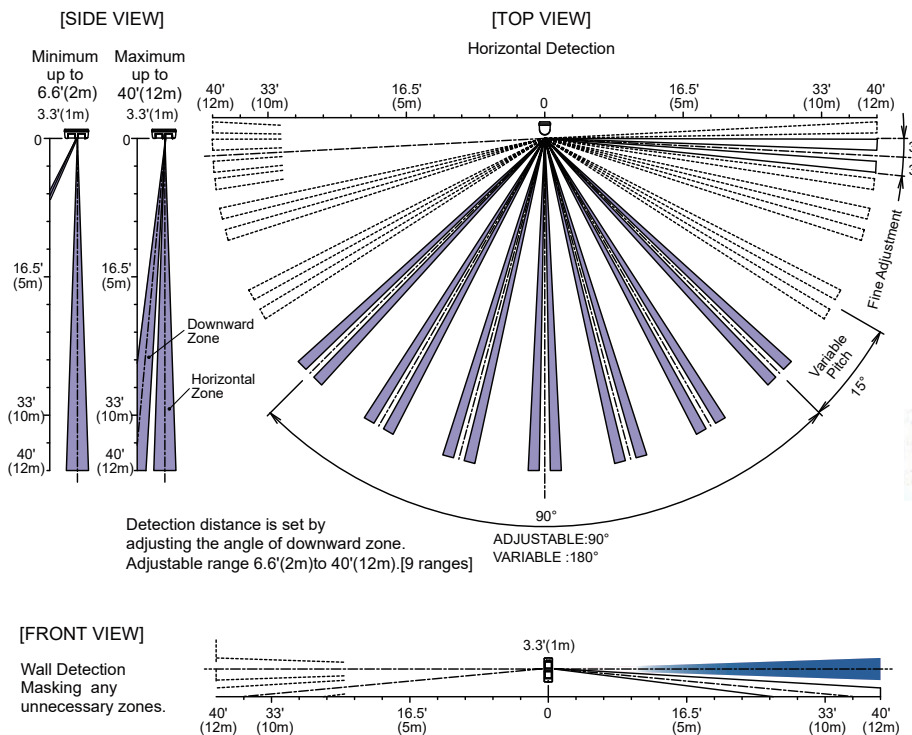 [SIDE VIEW]
Minimum
up to
6.6'(2m)
3.3'(1m)
Maximum
up to
40'(12m)
3.3'(1m)
0
16.5'
(5m)
33'
(10m)
40'
(12m)
0
16.5'
(5m)
33'
(10m)
40'
(12m)
Downward
Zone
Horizontal
Zone
[TOP VIEW]
Horizontal Detection
40'
(12m)
33'
(10m)
16.5'
(5m)
0
16.5'
(5m)
33'
(10m)
40'
(12m)
Fine Adjustment
Variable
Pitch
15°
90°
ADJUSTABLE:90°
VARIABLE :180°
Detection distance is set by
adjusting the angle of downward zone.
Adjustable range 6.6'(2m)to 40'(12m).[9 ranges]
[FRONT VIEW]
Wall Detection
Masking any
unnecessary zones.
3.3'(1m)
40'
(12m)
33'
(10m)
16.5'
(5m)
0
16.5'
(5m)
33'
(10m)
40'
(12m)